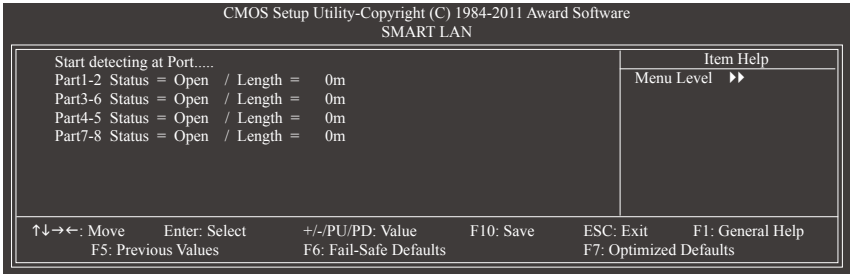 CMOS Setup Utility-Copyright (C) 1984-2011 Award Software
SMART LAN
Start detecting at Port.....
Part1-2 Status = Open / Length = 0m
Part3-6 Status = Open / Length = 0m
Part4-5 Status = Open / Length = 0m
Part7-8 Status = Open / Length = 0m
Item Help
Menu Level ▶▶
↑↓→←: Move Enter: Select +/-/PU/PD: Value F10: Save ESC: Exit F1: General Help
F5: Previous Values F6: Fail-Safe Defaults F7: Optimized Defaults